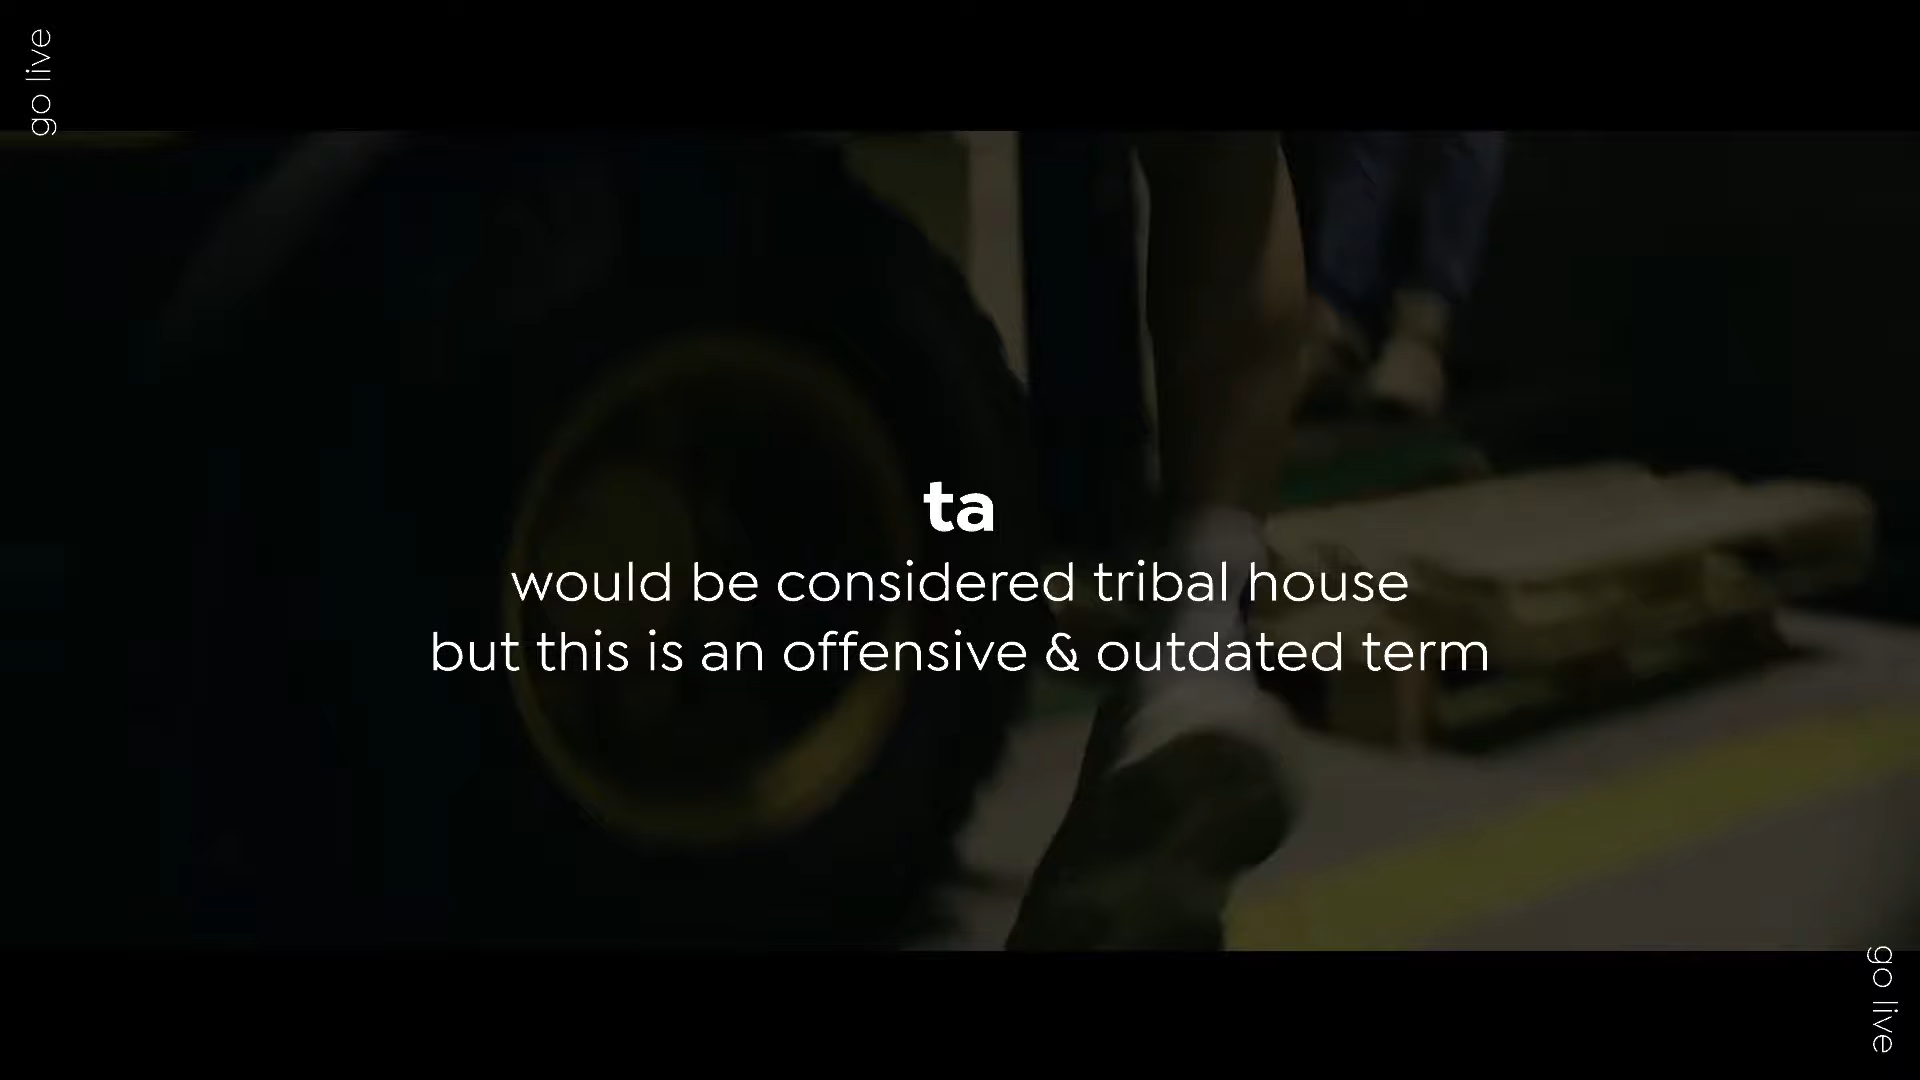 go live
ta
would be considered tribal house
but this is an offensive & outdated term
go live